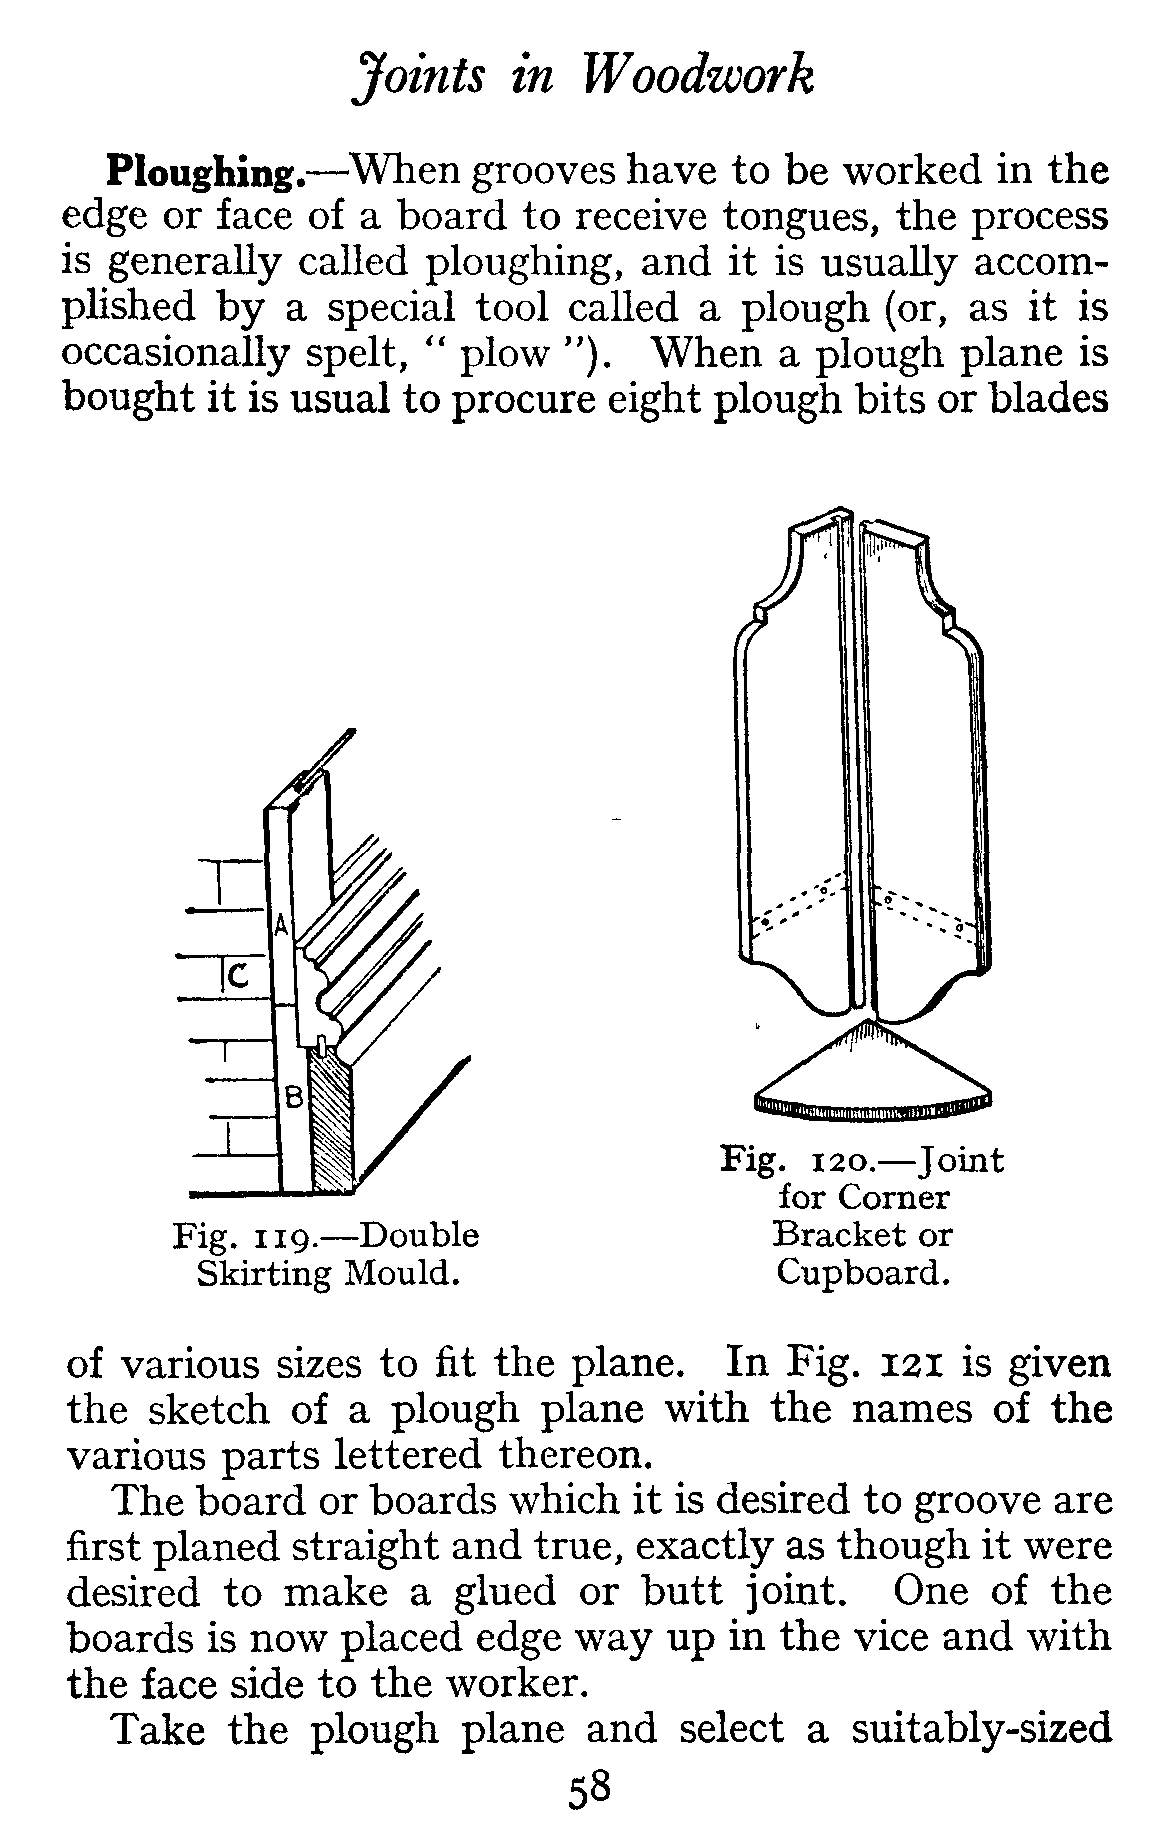 Joints in Woodwork
Ploughing.—When grooves have to be worked in the
edge or face of a board to receive tongues, the process
is generally called ploughing, and it is usually accom-
plished by a special tool called a plough (or, as it is
occasionally spelt, “ plow ”). When a plough plane is
bought it is usual to procure eight plough bits or blades
A
C
B
Fig. 119.—Double
Skirting Mould.
Fig. 120.—Joint
for Corner
Bracket or
Cupboard.
of various sizes to fit the plane. In Fig. 121 is given
the sketch of a plough plane with the names of the
various parts lettered thereon.
The board or boards which it is desired to groove are
first planed straight and true, exactly as though it were
desired to make a glued or butt joint. One of the
boards is now placed edge way up in the vice and with
the face side to the worker.
Take the plough plane and select a suitably-sized
58